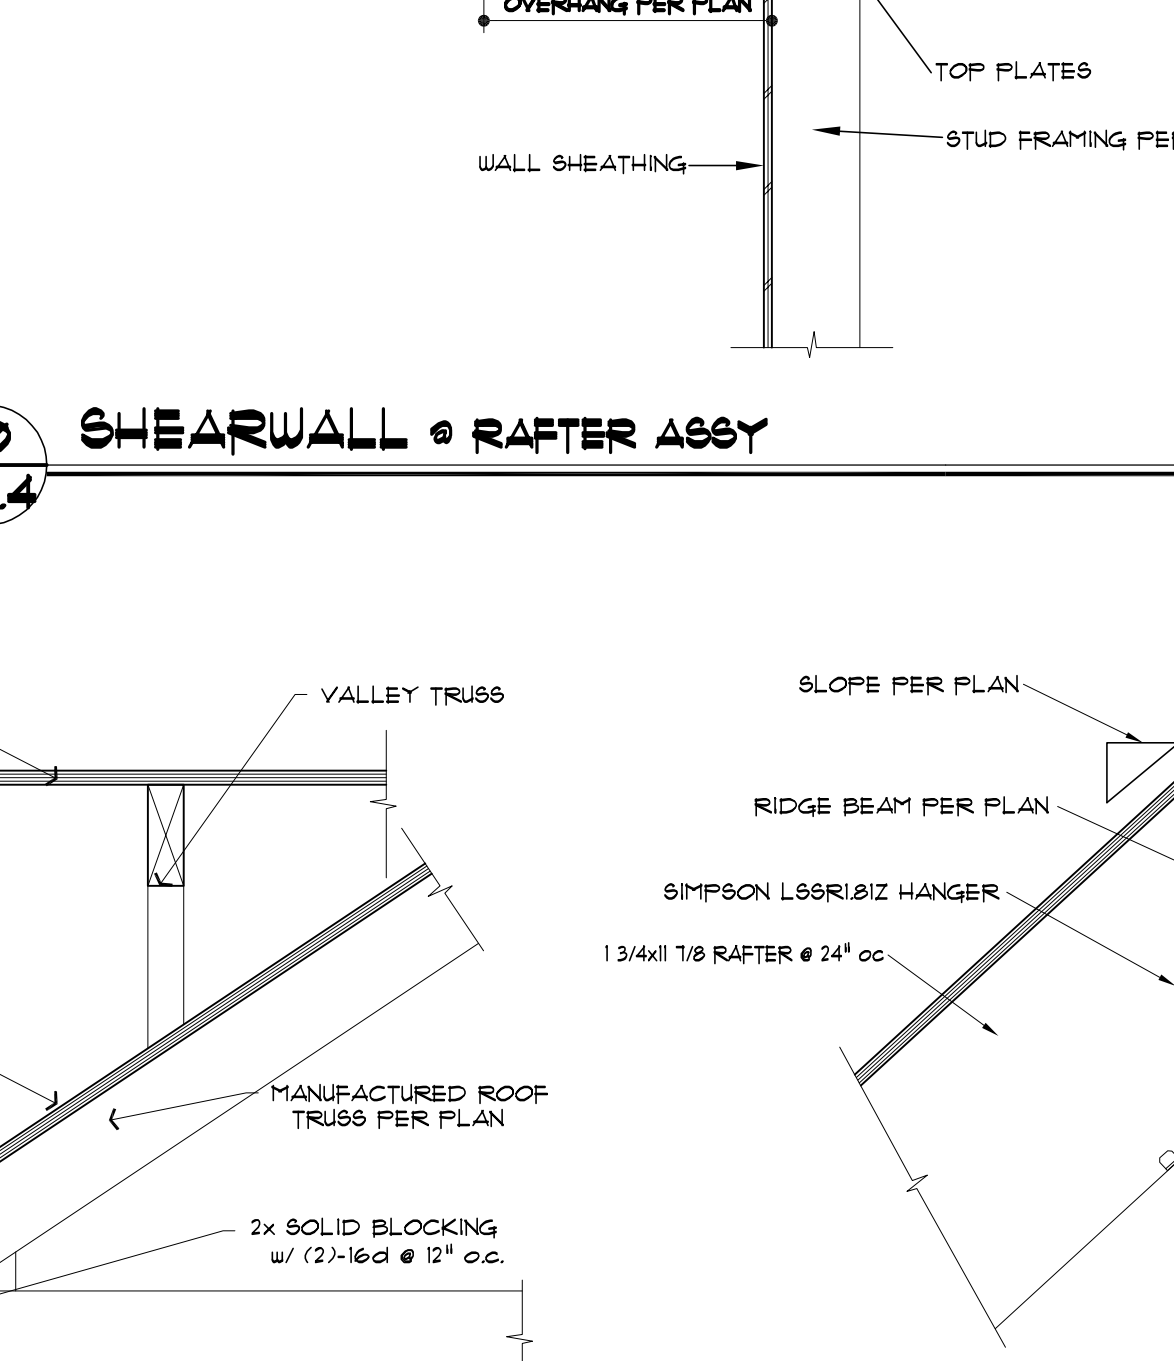 OVERHANG PER PLAN
TOP PLATES
STUD FRAMING
WALL SHEATHING
SHEARWALL @ RAFTER ASSY
.4
VALLEY TRUSS
SLOPE PER PLAN
RIDGE BEAM PER PLAN
SIMPSON LSSR1.81Z HANGER
1 3/4x11 7/8 RAFTER @ 24" oc
MANUFACTURED ROOF
TRUSS PER PLAN
2x SOLID BLOCKING
w/ (2)-16d @ 12" o.c.